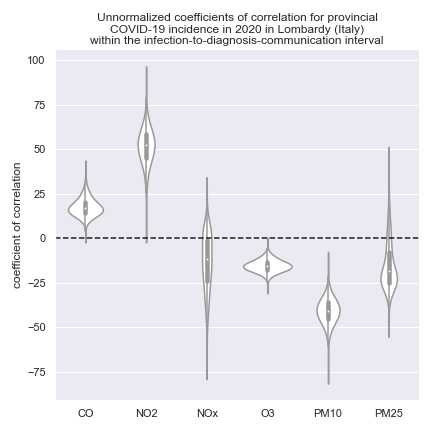 Unnormalized coefficients of correlation for provincial
COVID-19 incidence in 2020 in Lombardy (Italy)
within the infection-to-diagnosis-communication interval
100
75
50
25
0
−25
−50
−75
coefficient of correlation
CO NO2 NOx O3 PM10 PM25